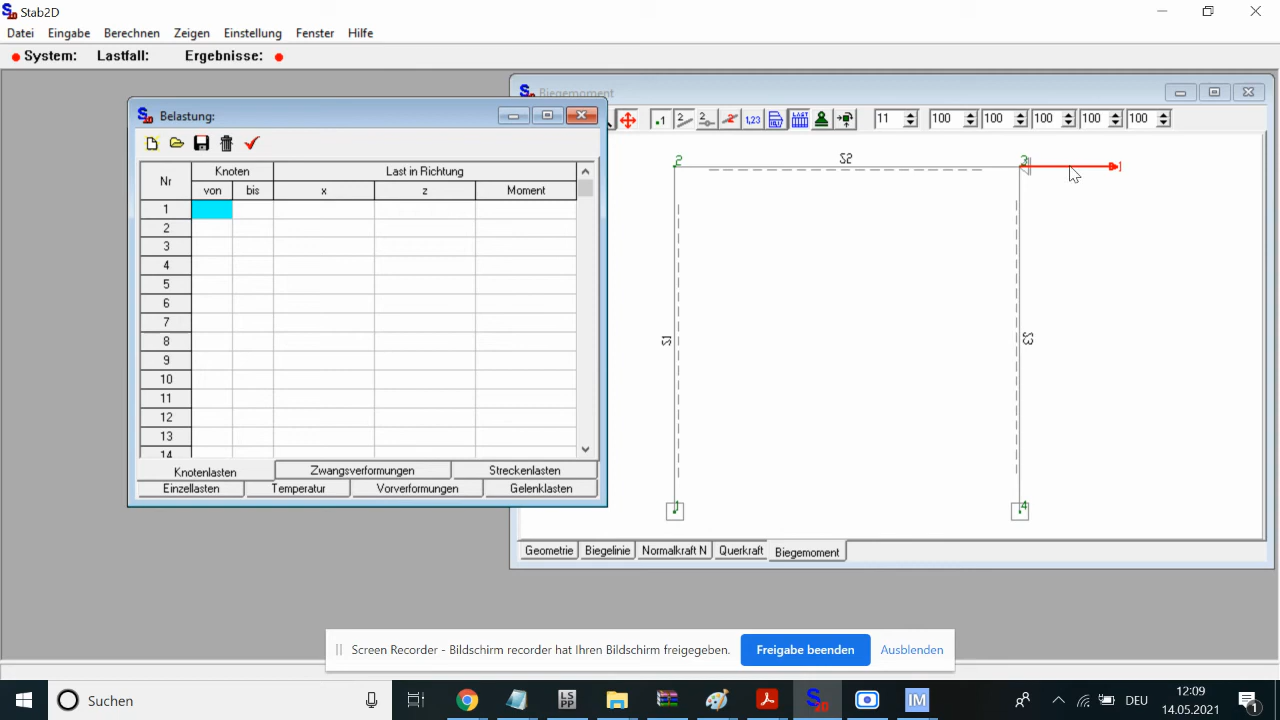 Stab2D
Datei Eingabe Berechnen Zeigen Einstellung Fenster Hilfe
System: Lastfall: Ergebnisse:
Biegemoment
Belastung:
11 100 100 100 100 100
Nr Knoten Last in Richtung
von bis x z Moment
1
2
3
4
5
6
7
8
9
10
11
12
13
14
Knotenlasten Zwangsverformungen Streckenlasten
Einzellasten Temperatur Vorverformungen Gelenklasten
2 S2 3 1
S1 S3
1 4
Geometrie Biegelinie Normalkraft N Querkraft Biegemoment
Screen Recorder - Bildschirm recorder hat Ihren Bildschirm freigegeben. Freigabe beenden Ausblenden
Suchen DEU 12:09
14.05.2021